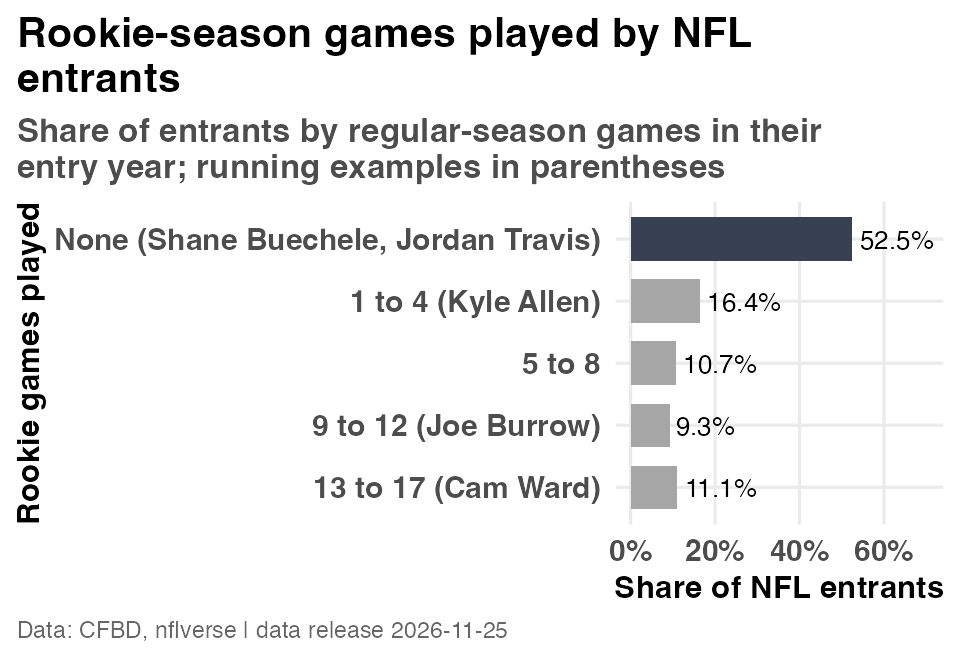 Rookie-season games played by NFL
entrants
Share of entrants by regular-season games in their
entry year; running examples in parentheses
Rookie games played
None (Shane Buechele, Jordan Travis)
52.5%
1 to 4 (Kyle Allen)
16.4%
5 to 8
10.7%
9 to 12 (Joe Burrow)
9.3%
13 to 17 (Cam Ward)
11.1%
0% 20% 40% 60%
Share of NFL entrants
Data: CFBD, nflverse | data release 2026-11-25